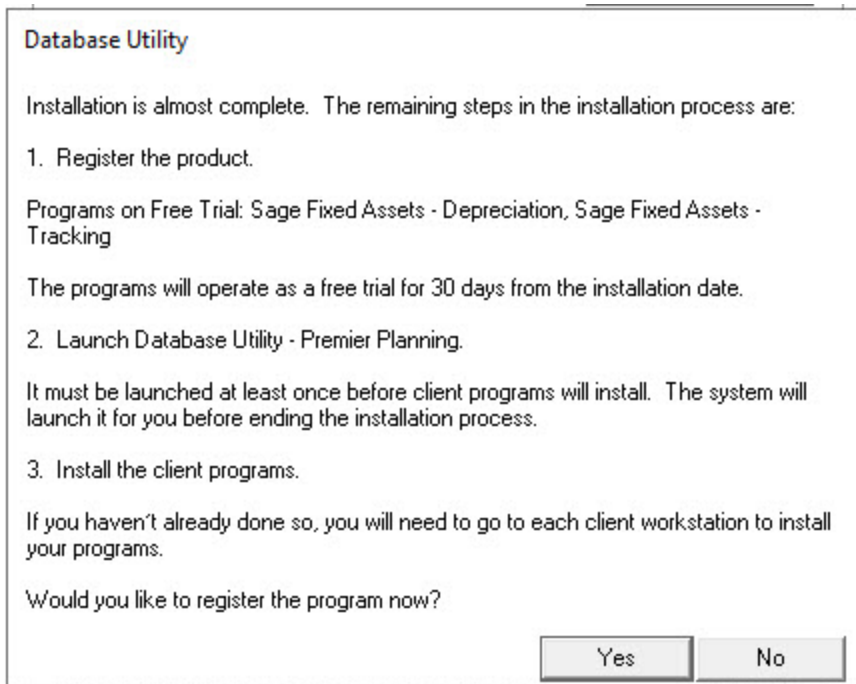 Database Utility
Installation is almost complete.  The remaining steps in the installation process are:
1.  Register the product.
Programs on Free Trial: Sage Fixed Assets - Depreciation, Sage Fixed Assets -
Tracking
The programs will operate as a free trial for 30 days from the installation date.
2.  Launch Database Utility - Premier Planning.
It must be launched at least once before client programs will install.  The system will
launch it for you before ending the installation process.
3.  Install the client programs.
If you haven´t already done so, you will need to go to each client workstation to install
your programs.
Would you like to register the program now?
Yes
No